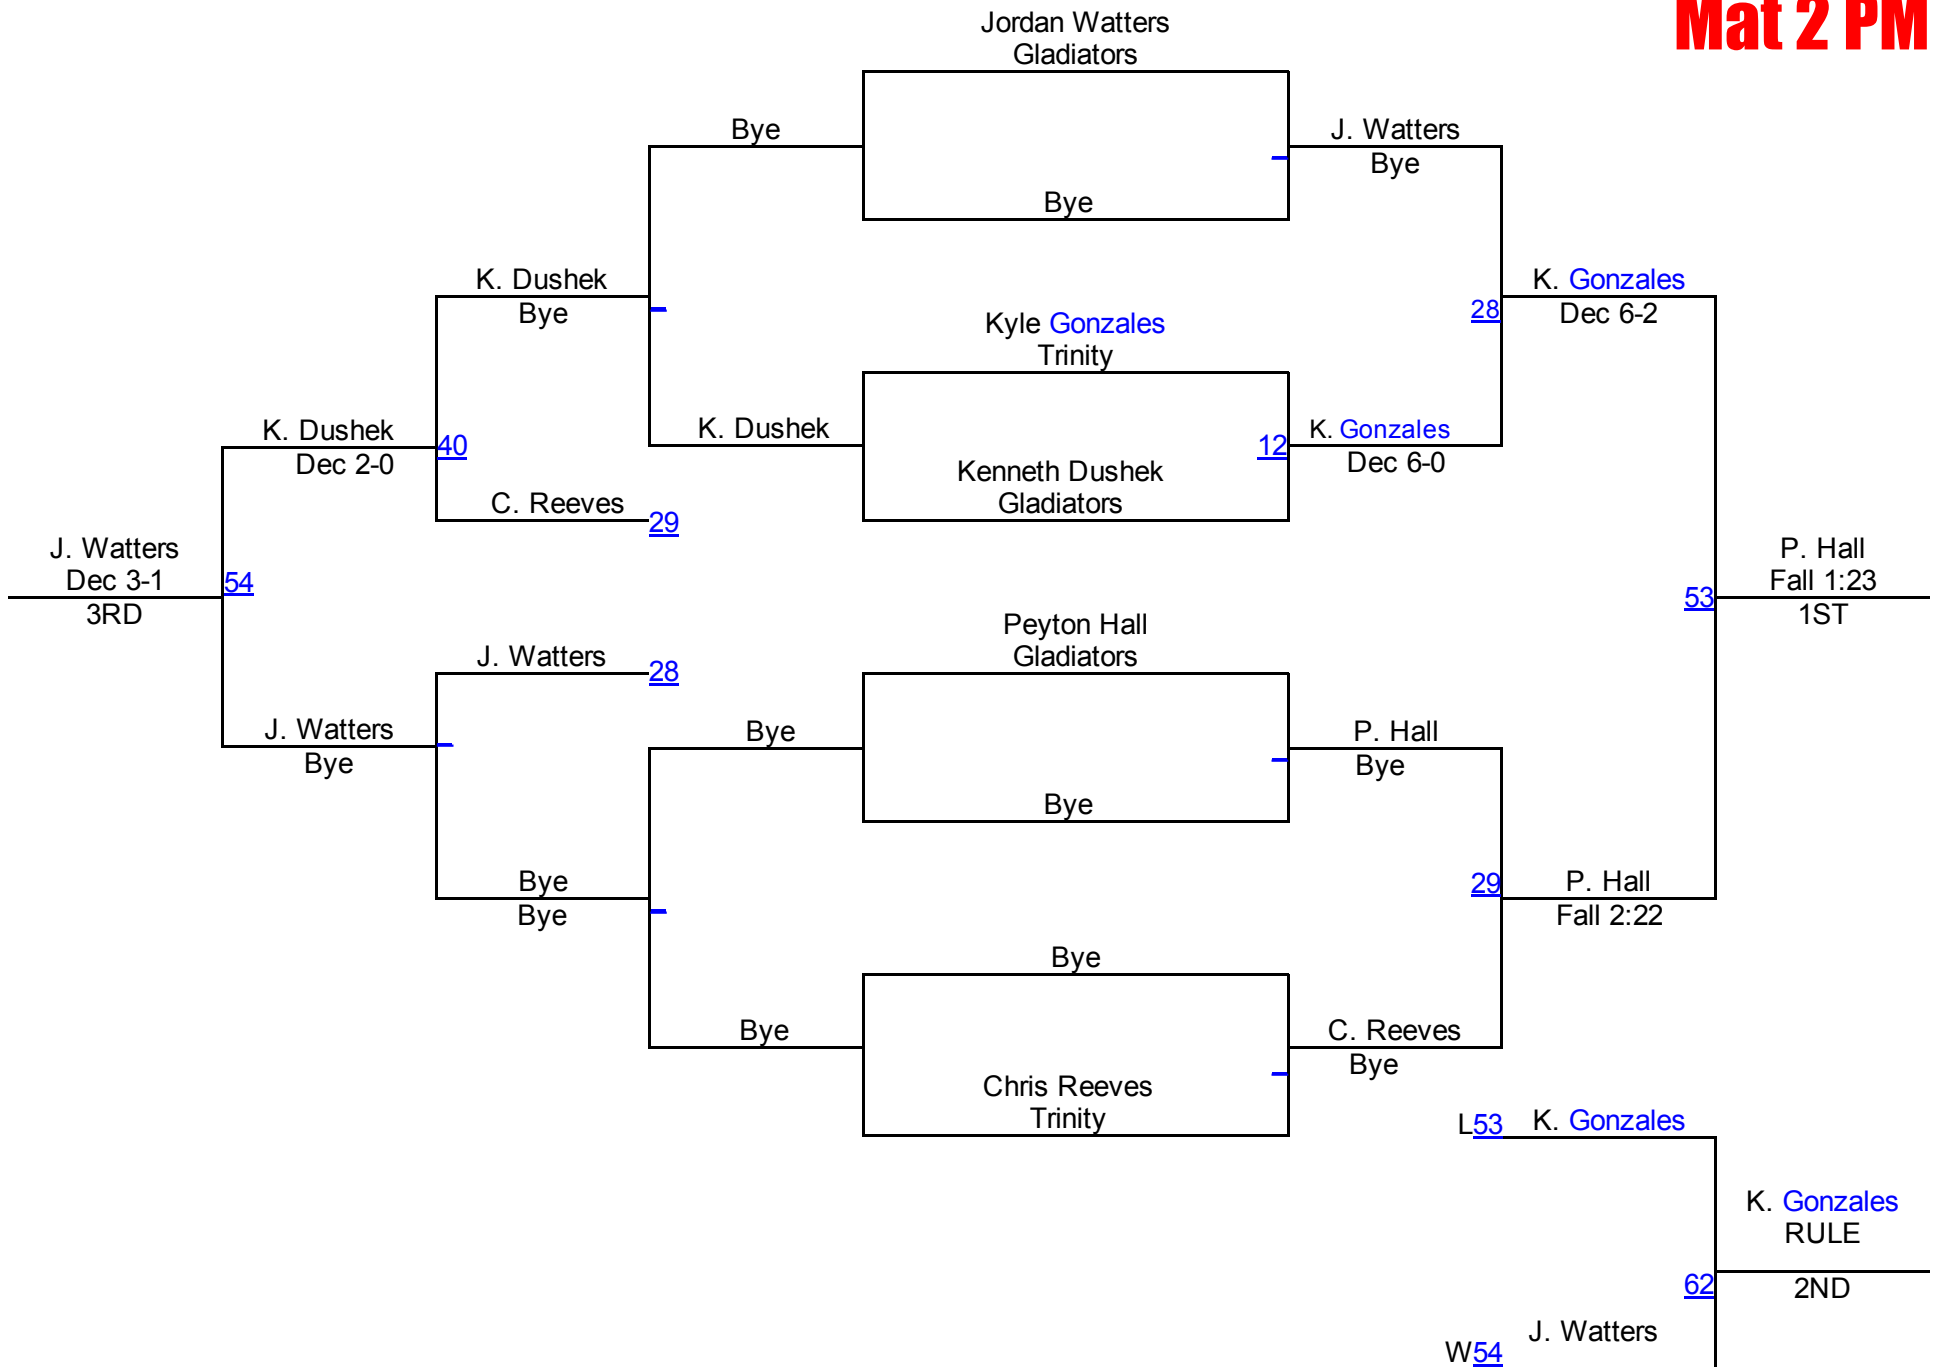 Mat 2 PM
Jordan Watters
Gladiators
Bye
J. Watters
Bye
Bye
K. Dushek
Bye
K. Gonzales
28
Dec 6-2
Kyle Gonzales
Trinity
K. Dushek
40
Dec 2-0
K. Dushek
12
K. Gonzales
Dec 6-0
Kenneth Dushek
Gladiators
C. Reeves
29
J. Watters
Dec 3-1
54
3RD
P. Hall
Fall 1:23
53
1ST
Peyton Hall
Gladiators
J. Watters
28
J. Watters
Bye
Bye
P. Hall
Bye
Bye
Bye
Bye
29
P. Hall
Fall 2:22
Bye
Bye
C. Reeves
Bye
Chris Reeves
Trinity
L53 K. Gonzales
K. Gonzales
RULE
62
2ND
J. Watters
W54